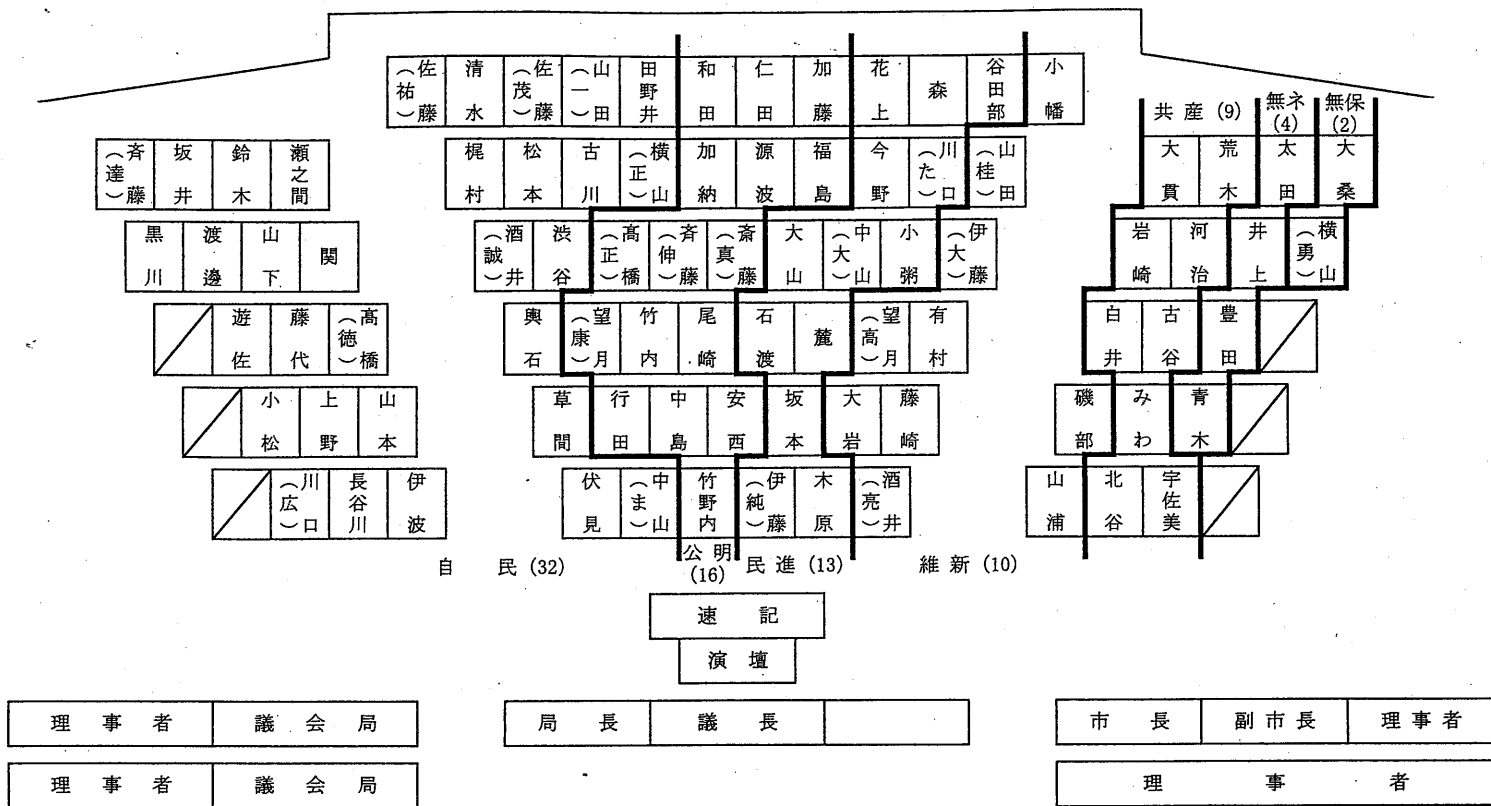 佐藤(祐) 清水 佐藤(茂) 山田(一) 田野井 和田 仁田 加藤 花上 森 谷田部 小幡
共産(9) 無ネ(4) 無保(2)
斉藤(達) 坂井 鈴木 瀬之間 梶村 松本 古川 横山(正) 加納 源波 福島 今野 川口(た) 山田(桂) 大貫 荒木 太田 大桑
黒川 渡邊 山下 関 酒井(誠) 渋谷 髙橋(正) 斉藤(伸) 斎藤(真) 大山 中山(大) 小粥 伊藤(大) 岩崎 河治 井上 横山(勇)
遊佐 藤代 髙橋(徳) 輿石 望月(康) 竹内 尾崎 石渡 麓 望月(高) 有村 白井 古谷 豊田
小松 上野 山本 草間 行田 中島 安西 坂本 大岩 藤崎 磯部 みわ 青木
川口(広) 長谷川 伊波 伏見 中山(ま) 竹野内 伊藤(純) 木原 酒井(亮) 山浦 北谷 宇佐美
自民(32) 公明(16) 民進(13) 維新(10)
速記
演壇
理事者 議会局 局長 議長 市長 副市長 理事者
理事者 議会局 理事者